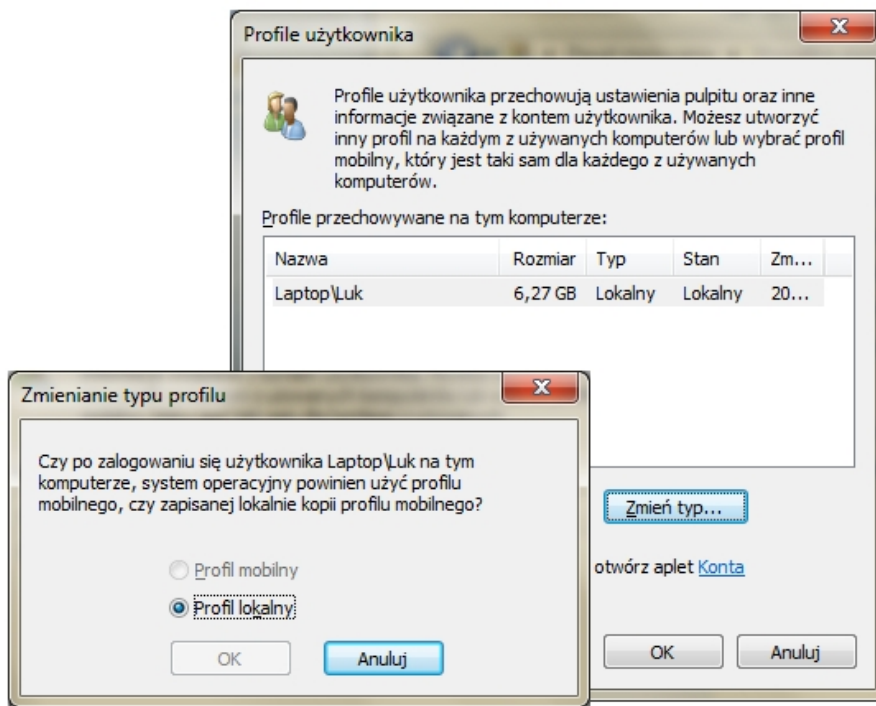 Profile użytkownika
Profile użytkownika przechowują ustawienia pulpitu oraz inne
informacje związane z kontem użytkownika. Możesz utworzyć
inny profil na każdym z używanych komputerów lub wybrać profil
mobilny, który jest taki sam dla każdego z używanych
komputerów.
Profile przechowywane na tym komputerze:
Nazwa Rozmiar Typ Stan Zm...
Laptop\Luk 6,27 GB Lokalny Lokalny 20...
Zmień typ...
otwórz aplet Konta
OK Anuluj
Zmienianie typu profilu
Czy po zalogowaniu się użytkownika Laptop\Luk na tym
komputerze, system operacyjny powinien użyć profilu
mobilnego, czy zapisanej lokalnie kopii profilu mobilnego?
Profil mobilny
Profil lokalny
OK Anuluj